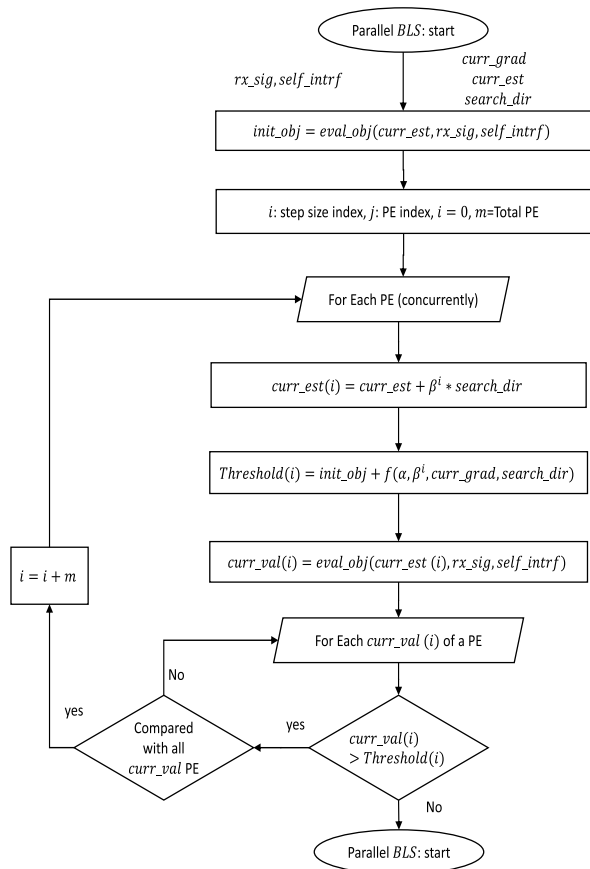 Parallel BLS: start
curr_grad
rx_sig, self_intrf
curr_est
search_dir
init_obj = eval_obj(curr_est, rx_sig, self_intrf)
i: step size index, j: PE index, i = 0, m=Total PE
For Each PE (concurrently)
curr_est(i) = curr_est + β^i * search_dir
Threshold(i) = init_obj + f(α, β^i, curr_grad, search_dir)
curr_val(i) = eval_obj(curr_est (i), rx_sig, self_intrf)
i = i + m
For Each curr_val (i) of a PE
No
yes
yes
Compared
with all
curr_val PE
curr_val(i)
> Threshold(i)
No
Parallel BLS: start